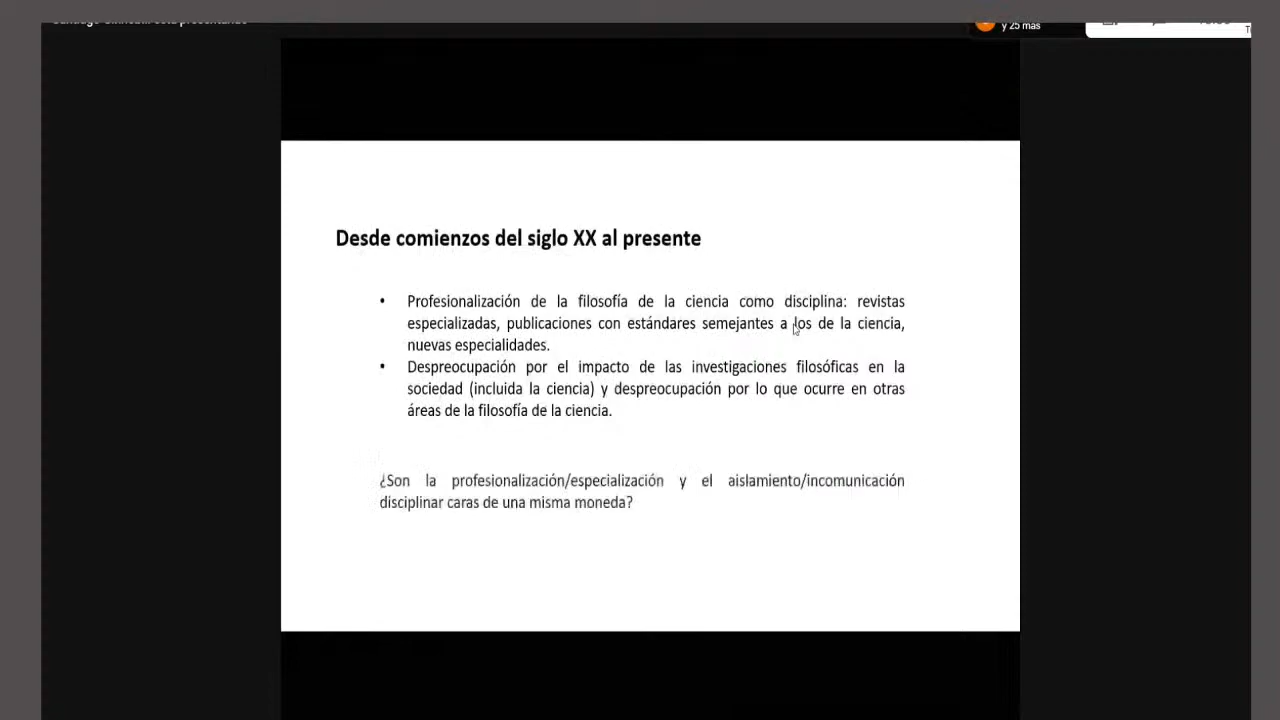 y 25 más
Desde comienzos del siglo XX al presente
• Profesionalización de la filosofía de la ciencia como disciplina: revistas
especializadas, publicaciones con estándares semejantes a los de la ciencia,
nuevas especialidades.
• Despreocupación por el impacto de las investigaciones filosóficas en la
sociedad (incluida la ciencia) y despreocupación por lo que ocurre en otras
áreas de la filosofía de la ciencia.
¿Son la profesionalización/especialización y el aislamiento/incomunicación
disciplinar caras de una misma moneda?